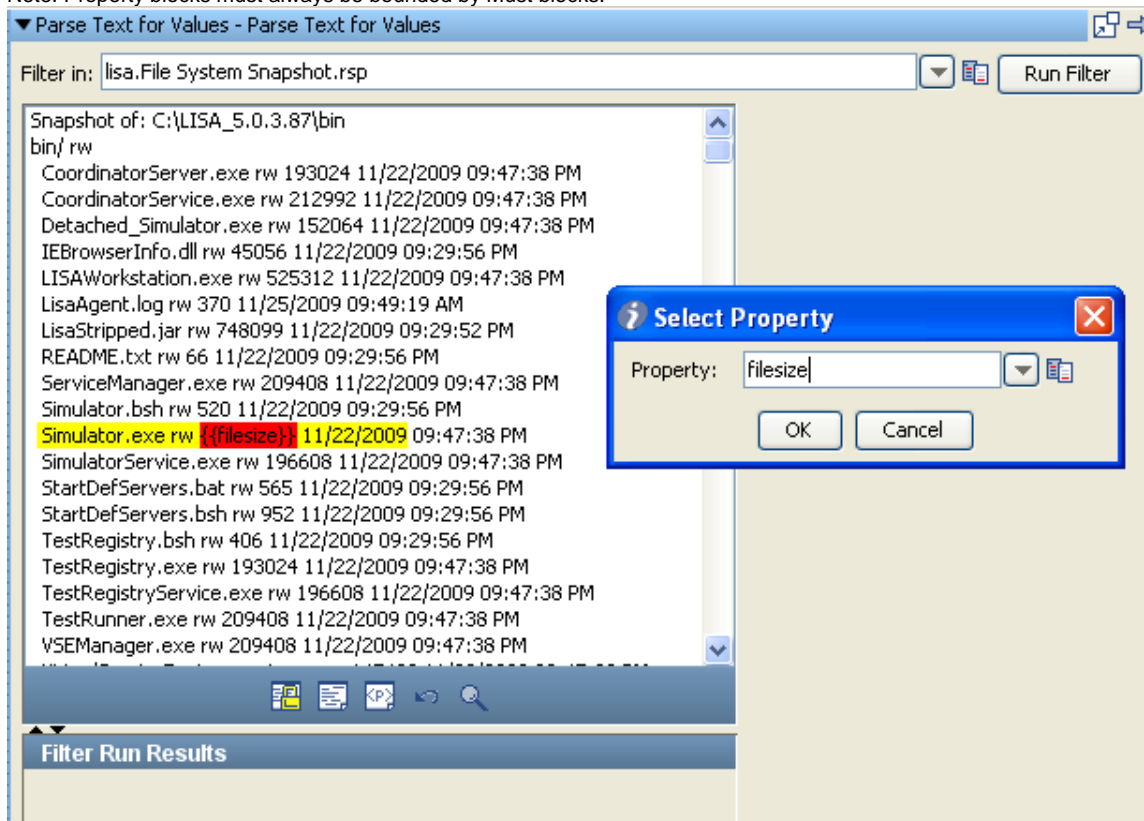 Note: Property blocks must always be bounded by Must blocks.
Parse Text for Values - Parse Text for Values
Filter in: lisa.File System Snapshot.rsp Run Filter
Snapshot of: C:\LISA_5.0.3.87\bin
bin/ rw
CoordinatorServer.exe rw 193024 11/22/2009 09:47:38 PM
CoordinatorService.exe rw 212992 11/22/2009 09:47:38 PM
Detached_Simulator.exe rw 152064 11/22/2009 09:47:38 PM
IEBrowserInfo.dll rw 45056 11/22/2009 09:29:56 PM
LISAWorkstation.exe rw 525312 11/22/2009 09:47:38 PM
LisaAgent.log rw 370 11/25/2009 09:49:19 AM
LisaStripped.jar rw 748099 11/22/2009 09:29:52 PM
README.txt rw 66 11/22/2009 09:29:56 PM
ServiceManager.exe rw 209408 11/22/2009 09:47:38 PM
Simulator.bsh rw 520 11/22/2009 09:29:56 PM
Simulator.exe rw {{filesize}} 11/22/2009 09:47:38 PM
SimulatorService.exe rw 196608 11/22/2009 09:47:38 PM
StartDefServers.bat rw 565 11/22/2009 09:29:56 PM
StartDefServers.bsh rw 952 11/22/2009 09:29:56 PM
TestRegistry.bsh rw 406 11/22/2009 09:29:56 PM
TestRegistry.exe rw 193024 11/22/2009 09:47:38 PM
TestRegistryService.exe rw 196608 11/22/2009 09:47:38 PM
TestRunner.exe rw 209408 11/22/2009 09:47:38 PM
VSEManager.exe rw 209408 11/22/2009 09:47:38 PM
Select Property
Property: filesize
OK Cancel
<P>
Filter Run Results